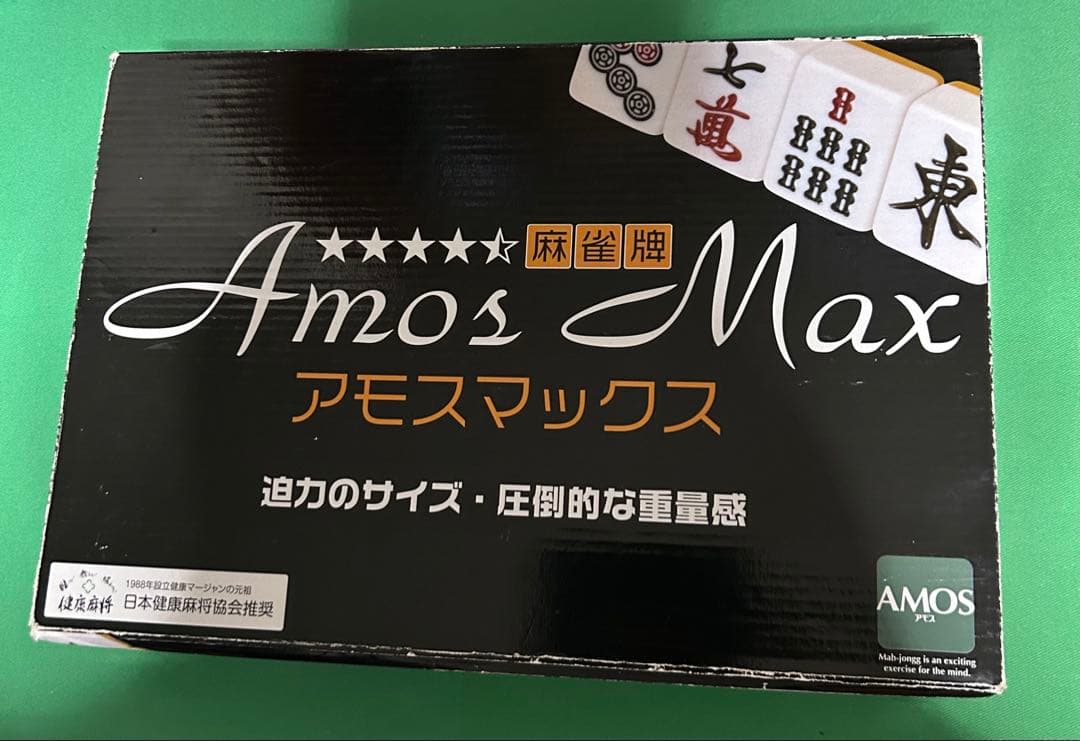 七
萬
東
★★★★⯪麻雀牌
Amos Max
アモスマックス
迫力のサイズ・圧倒的な重量感
健康麻将
1988年設立健康マージャンの元祖
日本健康麻将協会推奨
AMOS
アモス
Mah-jongg is an exciting
exercise for the mind.